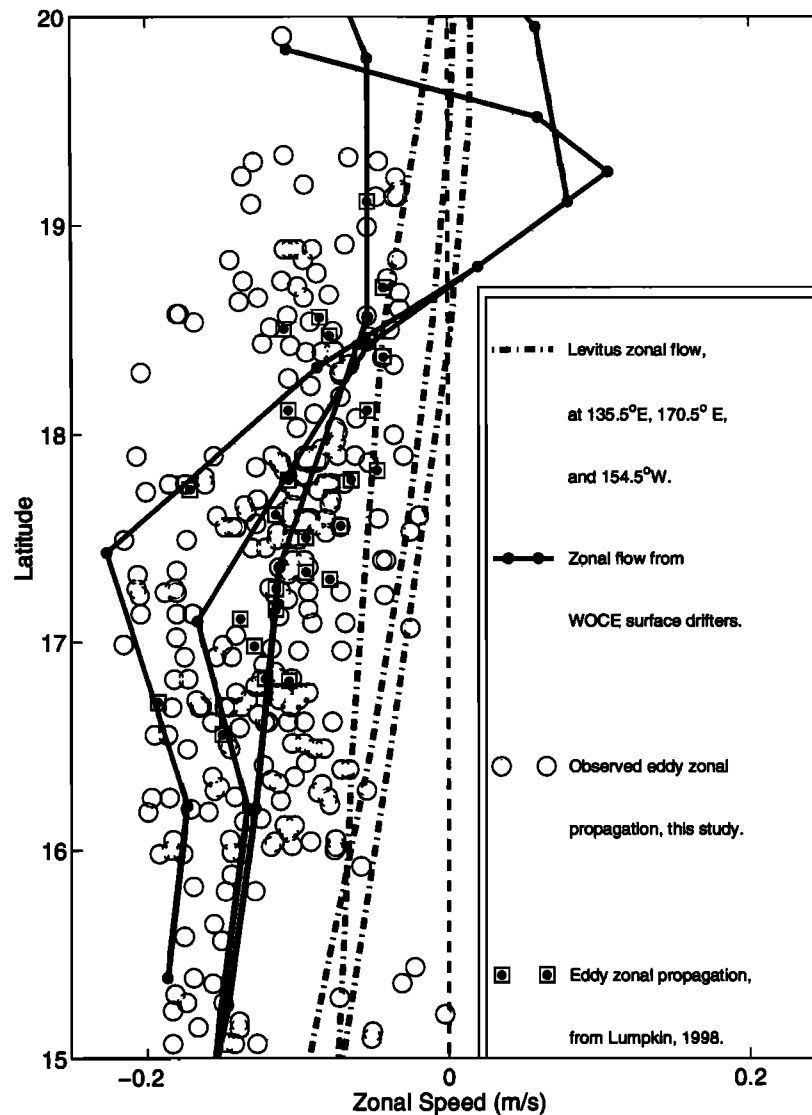 20
19
18
17
16
15
Latitude
-0.2
0
0.2
Zonal Speed (m/s)
Levitus zonal flow,
at 135.5°E, 170.5° E,
and 154.5°W.
Zonal flow from
WOCE surface drifters.
Observed eddy zonal
propagation, this study.
Eddy zonal propagation,
from Lumpkin, 1998.